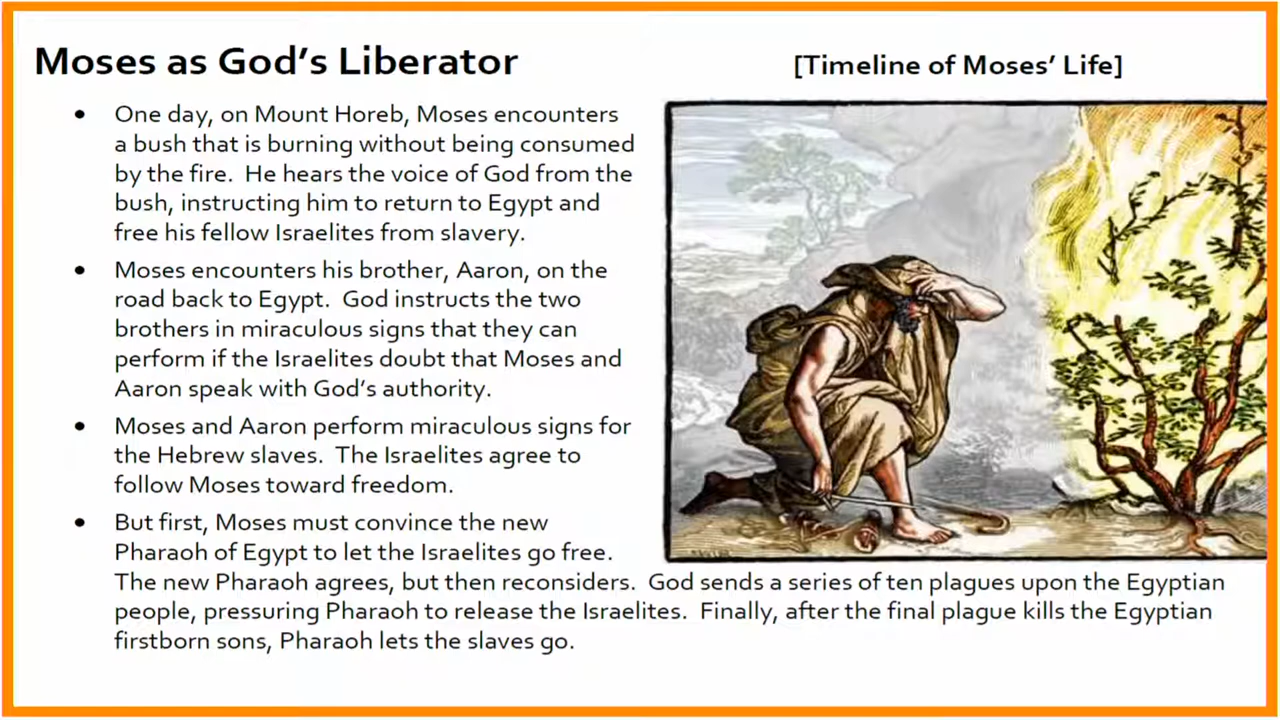 Moses as God's Liberator
[Timeline of Moses' Life]
• One day, on Mount Horeb, Moses encounters
a bush that is burning without being consumed
by the fire.  He hears the voice of God from the
bush, instructing him to return to Egypt and
free his fellow Israelites from slavery.
• Moses encounters his brother, Aaron, on the
road back to Egypt.  God instructs the two
brothers in miraculous signs that they can
perform if the Israelites doubt that Moses and
Aaron speak with God's authority.
• Moses and Aaron perform miraculous signs for
the Hebrew slaves.  The Israelites agree to
follow Moses toward freedom.
• But first, Moses must convince the new
Pharaoh of Egypt to let the Israelites go free.
The new Pharaoh agrees, but then reconsiders.  God sends a series of ten plagues upon the Egyptian
people, pressuring Pharaoh to release the Israelites.  Finally, after the final plague kills the Egyptian
firstborn sons, Pharaoh lets the slaves go.